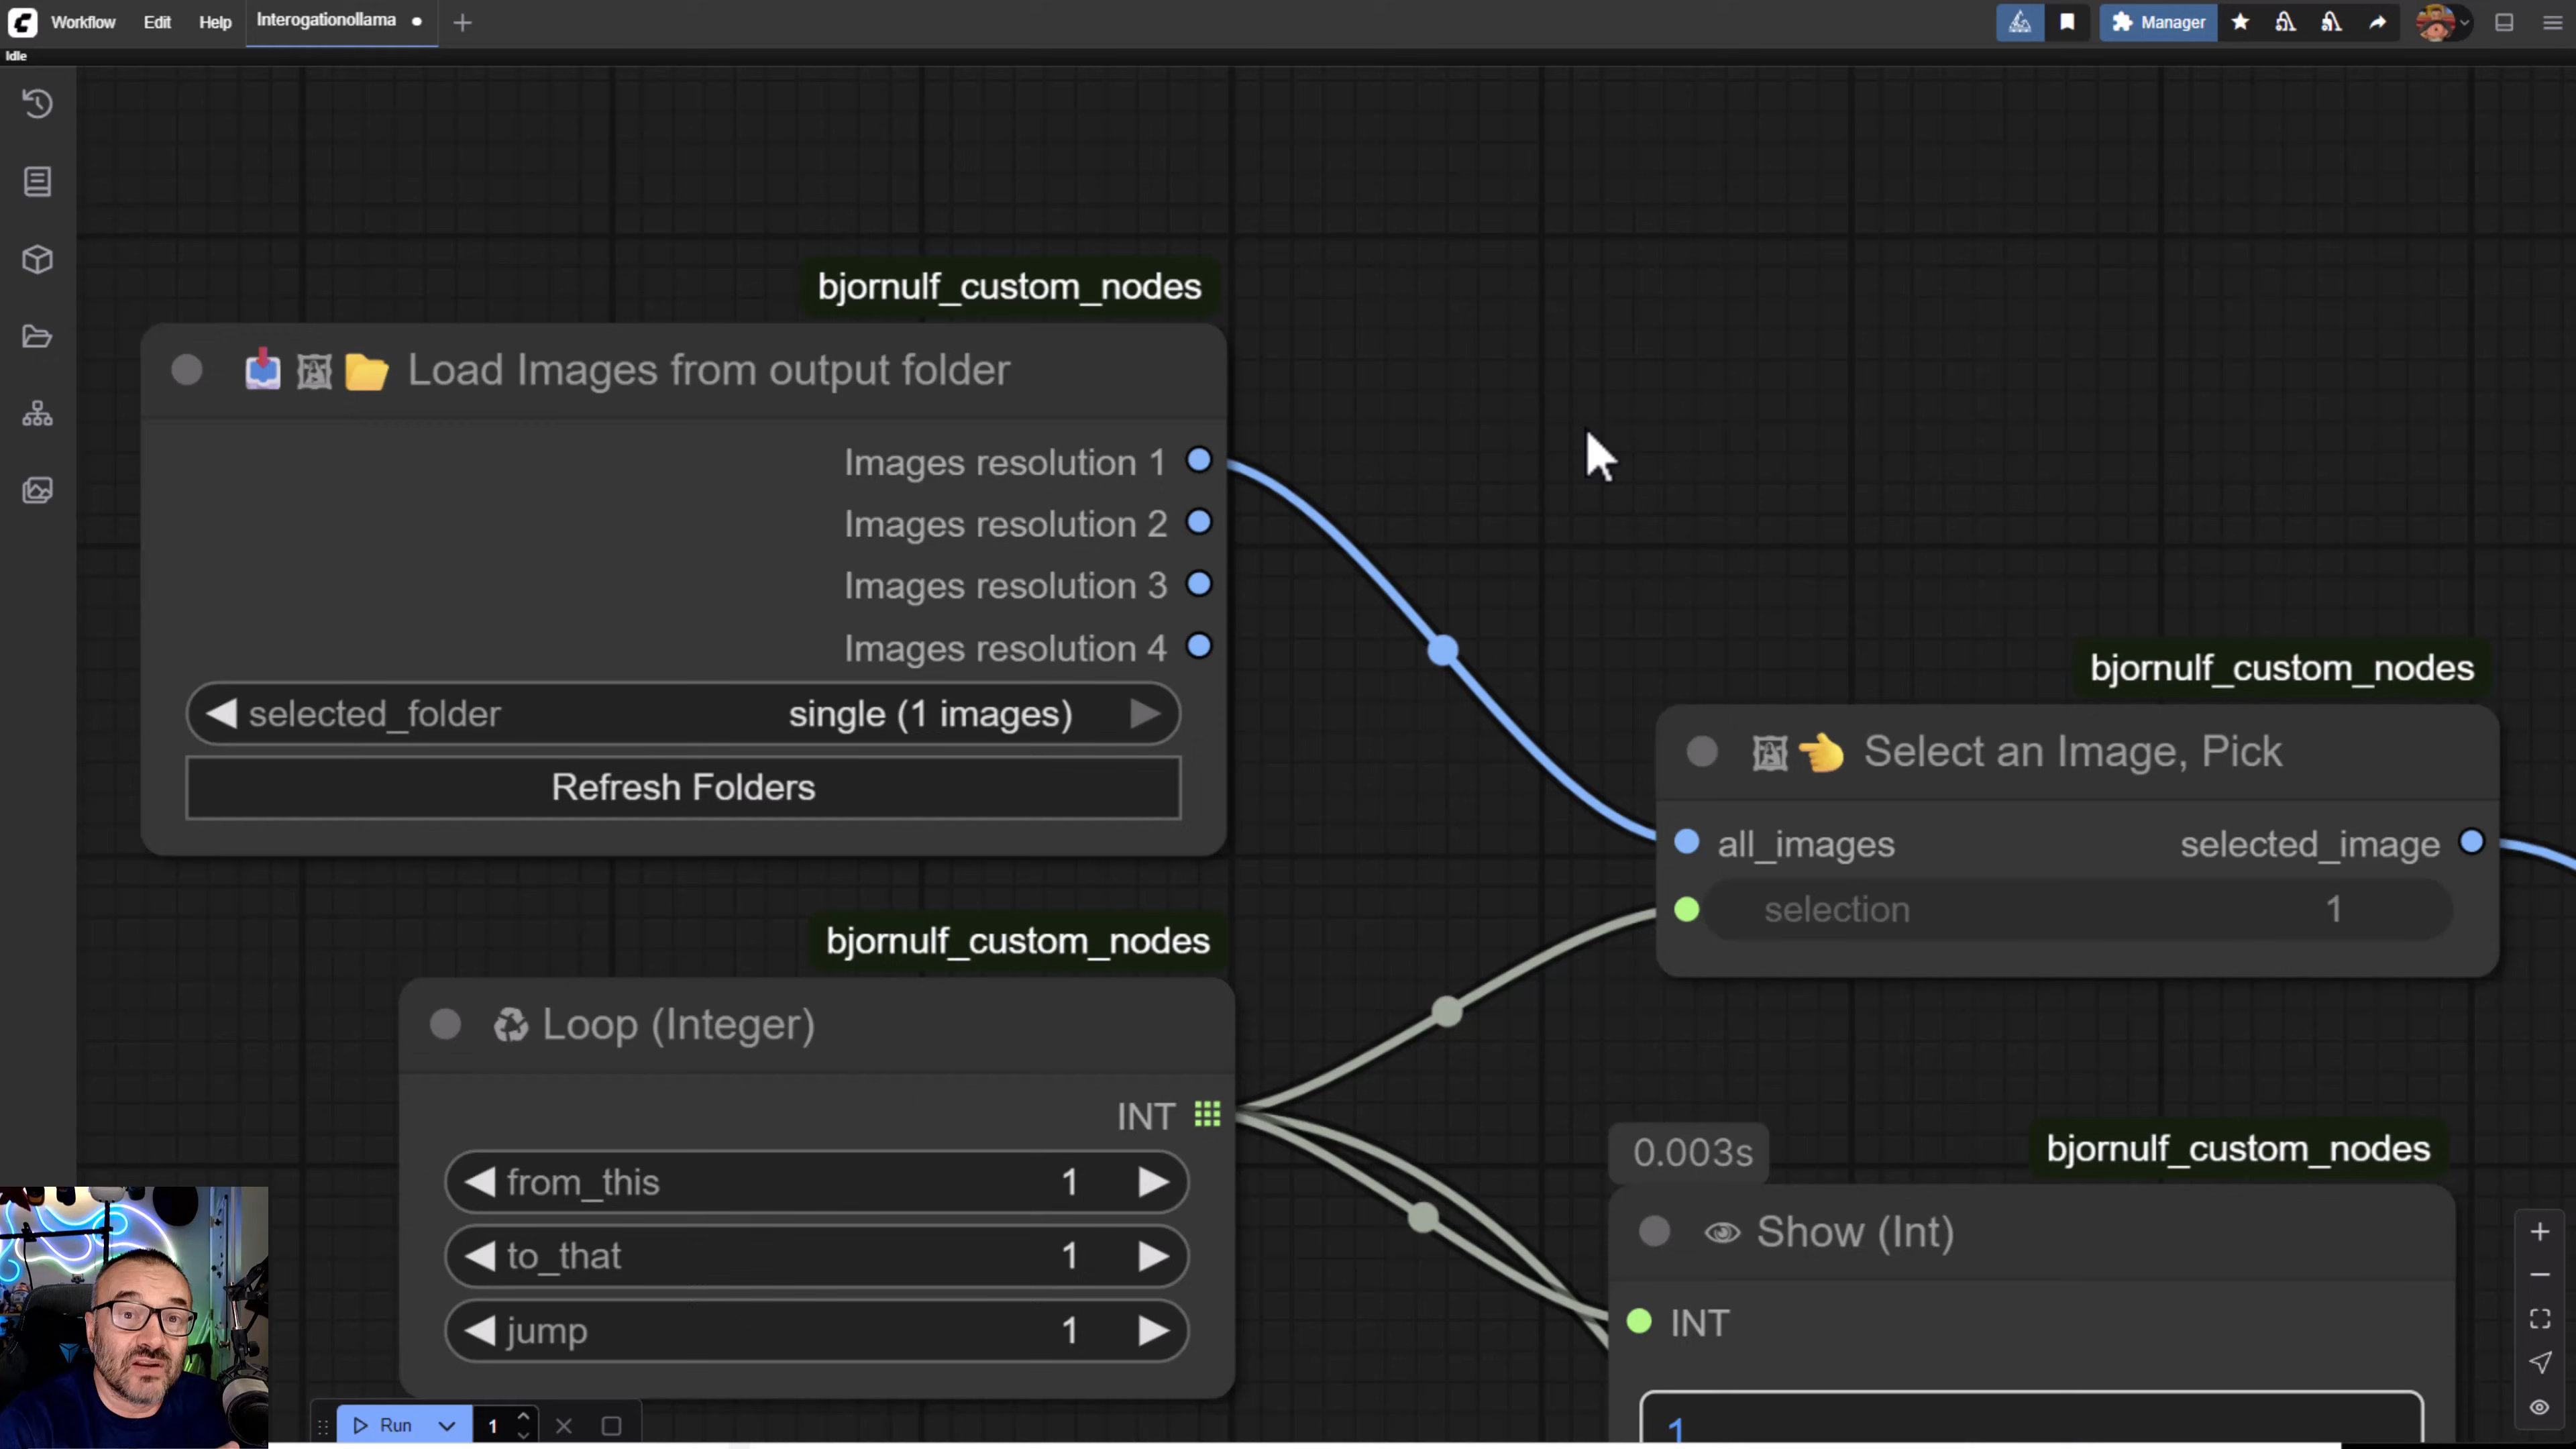 Workflow Edit Help Interogationollama
Manager
Idle
bjornulf_custom_nodes
Load Images from output folder
Images resolution 1
Images resolution 2
Images resolution 3
Images resolution 4
selected_folder single (1 images)
Refresh Folders
bjornulf_custom_nodes
Select an Image, Pick
all_images selected_image
selection 1
bjornulf_custom_nodes
Loop (Integer)
INT
from_this 1
to_that 1
jump 1
0.003s
bjornulf_custom_nodes
Show (Int)
INT
1
Run 1